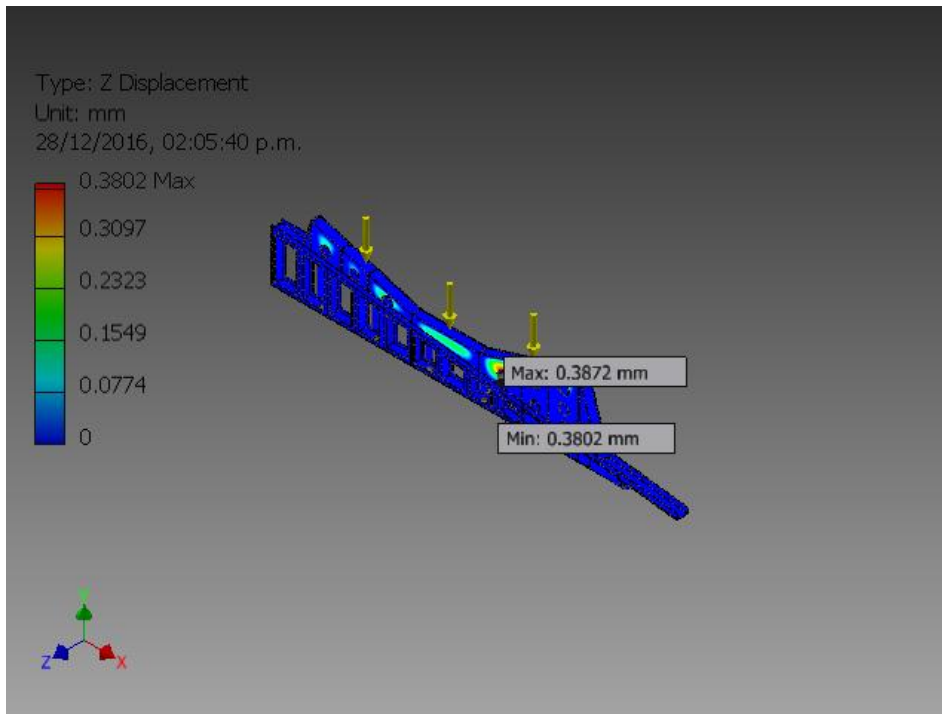 Type: Z Displacement
Unit: mm
28/12/2016, 02:05:40 p.m.
0.3802 Max
0.3097
0.2323
0.1549
0.0774
0
Max: 0.3872 mm
Min: 0.3802 mm
Y
Z
X